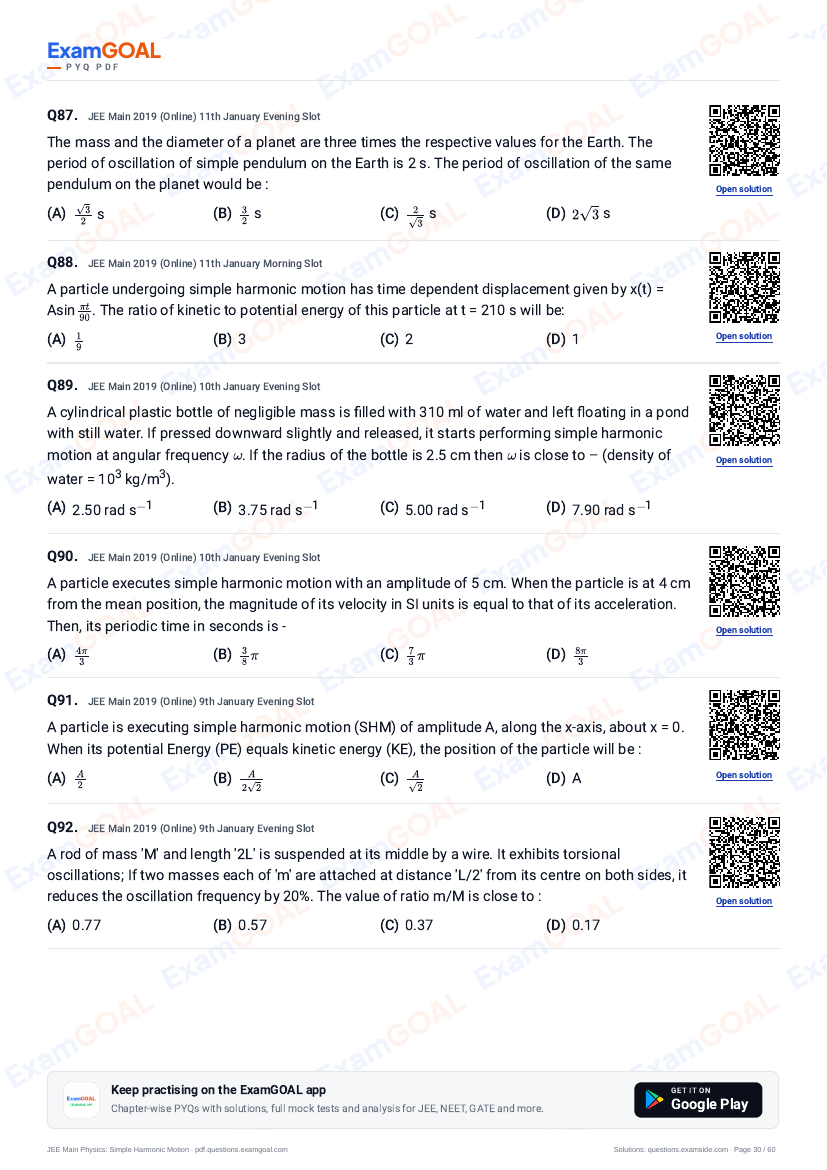 ExamGOAL
PYQ PDF
Q87. JEE Main 2019 (Online) 11th January Evening Slot
The mass and the diameter of a planet are three times the respective values for the Earth. The
period of oscillation of simple pendulum on the Earth is 2 s. The period of oscillation of the same
pendulum on the planet would be :
(A) √3/2 s (B) 3/2 s (C) 2/√3 s (D) 2√3 s
Open solution
Q88. JEE Main 2019 (Online) 11th January Morning Slot
A particle undergoing simple harmonic motion has time dependent displacement given by x(t) =
Asin πt/90. The ratio of kinetic to potential energy of this particle at t = 210 s will be:
(A) 1/9 (B) 3 (C) 2 (D) 1
Open solution
Q89. JEE Main 2019 (Online) 10th January Evening Slot
A cylindrical plastic bottle of negligible mass is filled with 310 ml of water and left floating in a pond
with still water. If pressed downward slightly and released, it starts performing simple harmonic
motion at angular frequency ω. If the radius of the bottle is 2.5 cm then ω is close to – (density of
water = 10³ kg/m³).
(A) 2.50 rad s⁻¹ (B) 3.75 rad s⁻¹ (C) 5.00 rad s⁻¹ (D) 7.90 rad s⁻¹
Open solution
Q90. JEE Main 2019 (Online) 10th January Evening Slot
A particle executes simple harmonic motion with an amplitude of 5 cm. When the particle is at 4 cm
from the mean position, the magnitude of its velocity in SI units is equal to that of its acceleration.
Then, its periodic time in seconds is -
(A) 4π/3 (B) 3/8 π (C) 7/3 π (D) 8π/3
Open solution
Q91. JEE Main 2019 (Online) 9th January Evening Slot
A particle is executing simple harmonic motion (SHM) of amplitude A, along the x-axis, about x = 0.
When its potential Energy (PE) equals kinetic energy (KE), the position of the particle will be :
(A) A/2 (B) A/2√2 (C) A/√2 (D) A
Open solution
Q92. JEE Main 2019 (Online) 9th January Evening Slot
A rod of mass 'M' and length '2L' is suspended at its middle by a wire. It exhibits torsional
oscillations; If two masses each of 'm' are attached at distance 'L/2' from its centre on both sides, it
reduces the oscillation frequency by 20%. The value of ratio m/M is close to :
(A) 0.77 (B) 0.57 (C) 0.37 (D) 0.17
Open solution
ExamGOAL
Keep practising on the ExamGOAL app
Chapter-wise PYQs with solutions, full mock tests and analysis for JEE, NEET, GATE and more.
GET IT ON
Google Play
JEE Main Physics: Simple Harmonic Motion · pdf.questions.examgoal.com
Solutions: questions.examside.com · Page 30 / 60